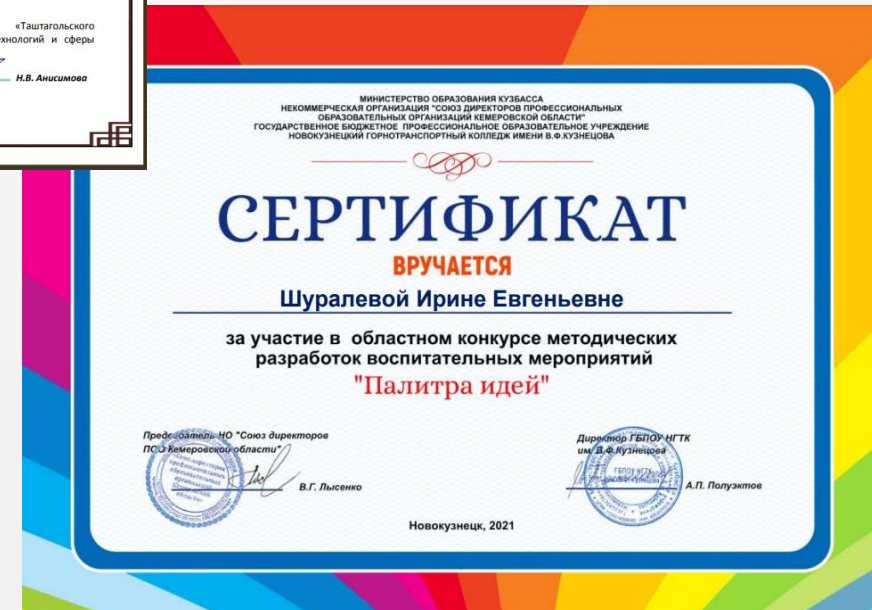 «Таштагольского
хнологий и сферы
Н.В. Анисимова
МИНИСТЕРСТВО ОБРАЗОВАНИЯ КУЗБАССА
НЕКОММЕРЧЕСКАЯ ОРГАНИЗАЦИЯ "СОЮЗ ДИРЕКТОРОВ ПРОФЕССИОНАЛЬНЫХ
ОБРАЗОВАТЕЛЬНЫХ ОРГАНИЗАЦИЙ КЕМЕРОВСКОЙ ОБЛАСТИ"
ГОСУДАРСТВЕННОЕ БЮДЖЕТНОЕ ПРОФЕССИОНАЛЬНОЕ ОБРАЗОВАТЕЛЬНОЕ УЧРЕЖДЕНИЕ
НОВОКУЗНЕЦКИЙ ГОРНОТРАНСПОРТНЫЙ КОЛЛЕДЖ ИМЕНИ В.Ф.КУЗНЕЦОВА
СЕРТИФИКАТ
ВРУЧАЕТСЯ
Шуралевой Ирине Евгеньевне
за участие в областном конкурсе методических
разработок воспитательных мероприятий
"Палитра идей"
Председатель НО "Союз директоров
ПОО Кемеровской области"
В.Г. Лысенко
Директор ГБПОУ НГТК
им. В.Ф.Кузнецова
А.П. Полуэктов
Новокузнецк, 2021